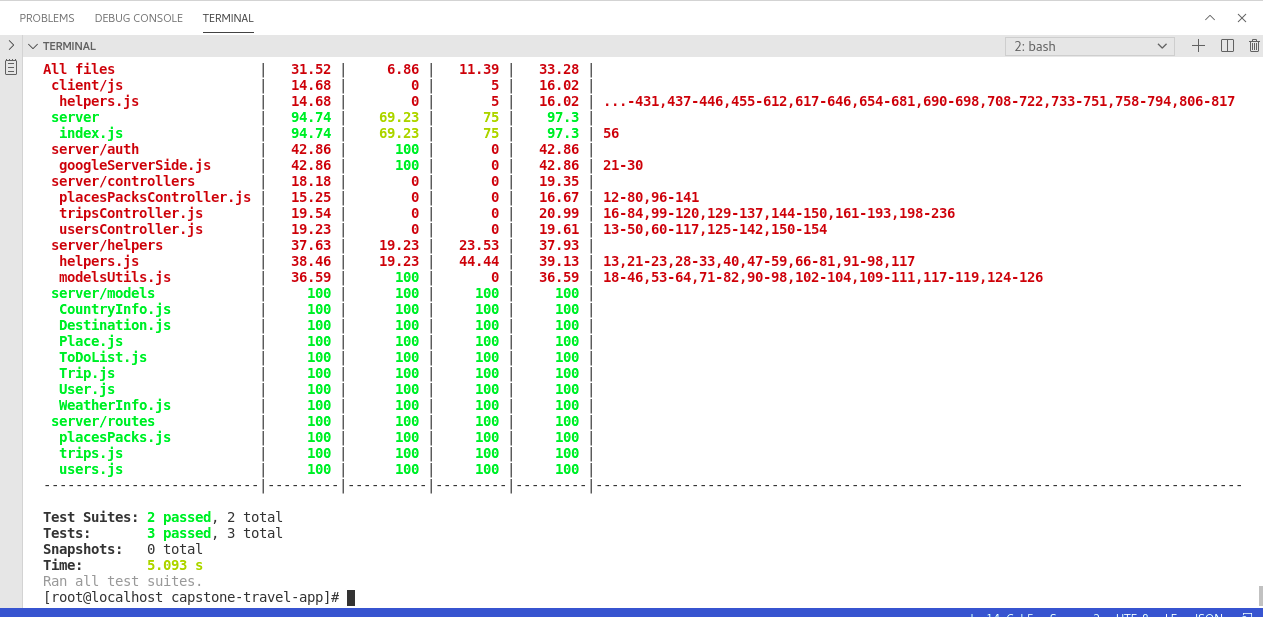 PROBLEMS DEBUG CONSOLE TERMINAL
TERMINAL 2: bash
All files | 31.52 | 6.86 | 11.39 | 33.28 |
client/js | 14.68 | 0 | 5 | 16.02 |
helpers.js | 14.68 | 0 | 5 | 16.02 | ...-431,437-446,455-612,617-646,654-681,690-698,708-722,733-751,758-794,806-817
server | 94.74 | 69.23 | 75 | 97.3 |
index.js | 94.74 | 69.23 | 75 | 97.3 | 56
server/auth | 42.86 | 100 | 0 | 42.86 |
googleServerSide.js | 42.86 | 100 | 0 | 42.86 | 21-30
server/controllers | 18.18 | 0 | 0 | 19.35 |
placesPacksController.js | 15.25 | 0 | 0 | 16.67 | 12-80,96-141
tripsController.js | 19.54 | 0 | 0 | 20.99 | 16-84,99-120,129-137,144-150,161-193,198-236
usersController.js | 19.23 | 0 | 0 | 19.61 | 13-50,60-117,125-142,150-154
server/helpers | 37.63 | 19.23 | 23.53 | 37.93 |
helpers.js | 38.46 | 19.23 | 44.44 | 39.13 | 13,21-23,28-33,40,47-59,66-81,91-98,117
modelsUtils.js | 36.59 | 100 | 0 | 36.59 | 18-46,53-64,71-82,90-98,102-104,109-111,117-119,124-126
server/models | 100 | 100 | 100 | 100 |
CountryInfo.js | 100 | 100 | 100 | 100 |
Destination.js | 100 | 100 | 100 | 100 |
Place.js | 100 | 100 | 100 | 100 |
ToDoList.js | 100 | 100 | 100 | 100 |
Trip.js | 100 | 100 | 100 | 100 |
User.js | 100 | 100 | 100 | 100 |
WeatherInfo.js | 100 | 100 | 100 | 100 |
server/routes | 100 | 100 | 100 | 100 |
placesPacks.js | 100 | 100 | 100 | 100 |
trips.js | 100 | 100 | 100 | 100 |
users.js | 100 | 100 | 100 | 100 |
---------------------------|---------|----------|---------|---------|---------------------------------------------------------------------------------
Test Suites: 2 passed, 2 total
Tests: 3 passed, 3 total
Snapshots: 0 total
Time: 5.093 s
Ran all test suites.
[root@localhost capstone-travel-app]#